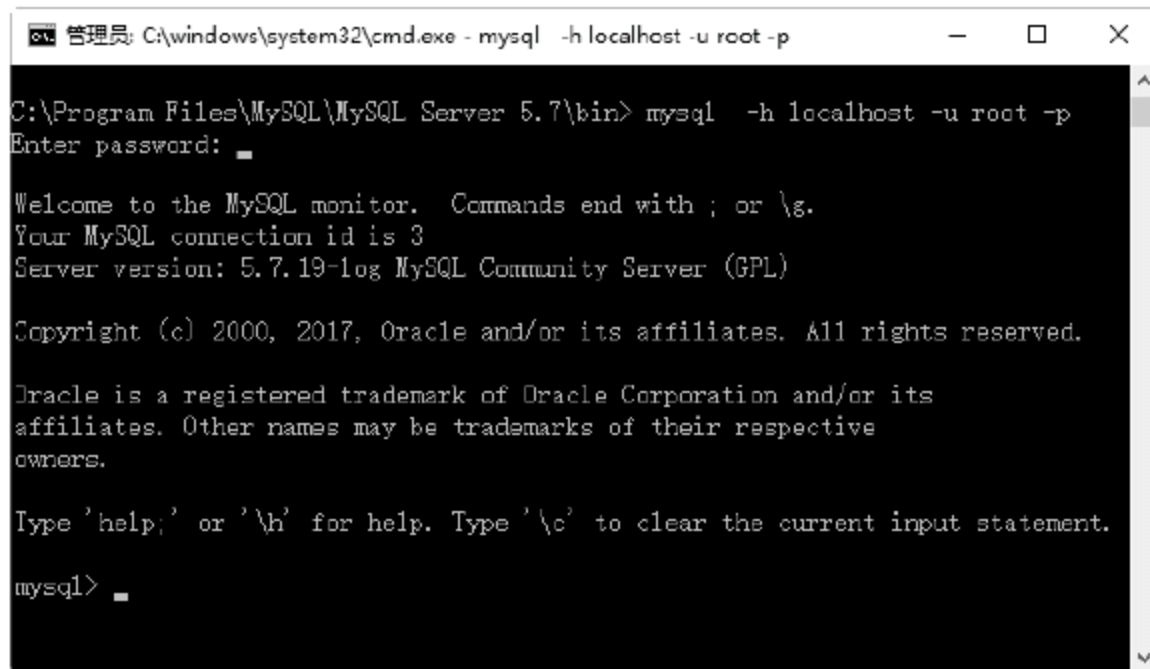 管理员: C:\windows\system32\cmd.exe - mysql  -h localhost -u root -p
C:\Program Files\MySQL\MySQL Server 5.7\bin> mysql  -h localhost -u root -p
Enter password:
Welcome to the MySQL monitor.  Commands end with ; or \g.
Your MySQL connection id is 3
Server version: 5.7.19-log MySQL Community Server (GPL)
Copyright (c) 2000, 2017, Oracle and/or its affiliates. All rights reserved.
Oracle is a registered trademark of Oracle Corporation and/or its
affiliates. Other names may be trademarks of their respective
owners.
Type 'help;' or '\h' for help. Type '\c' to clear the current input statement.
mysql>